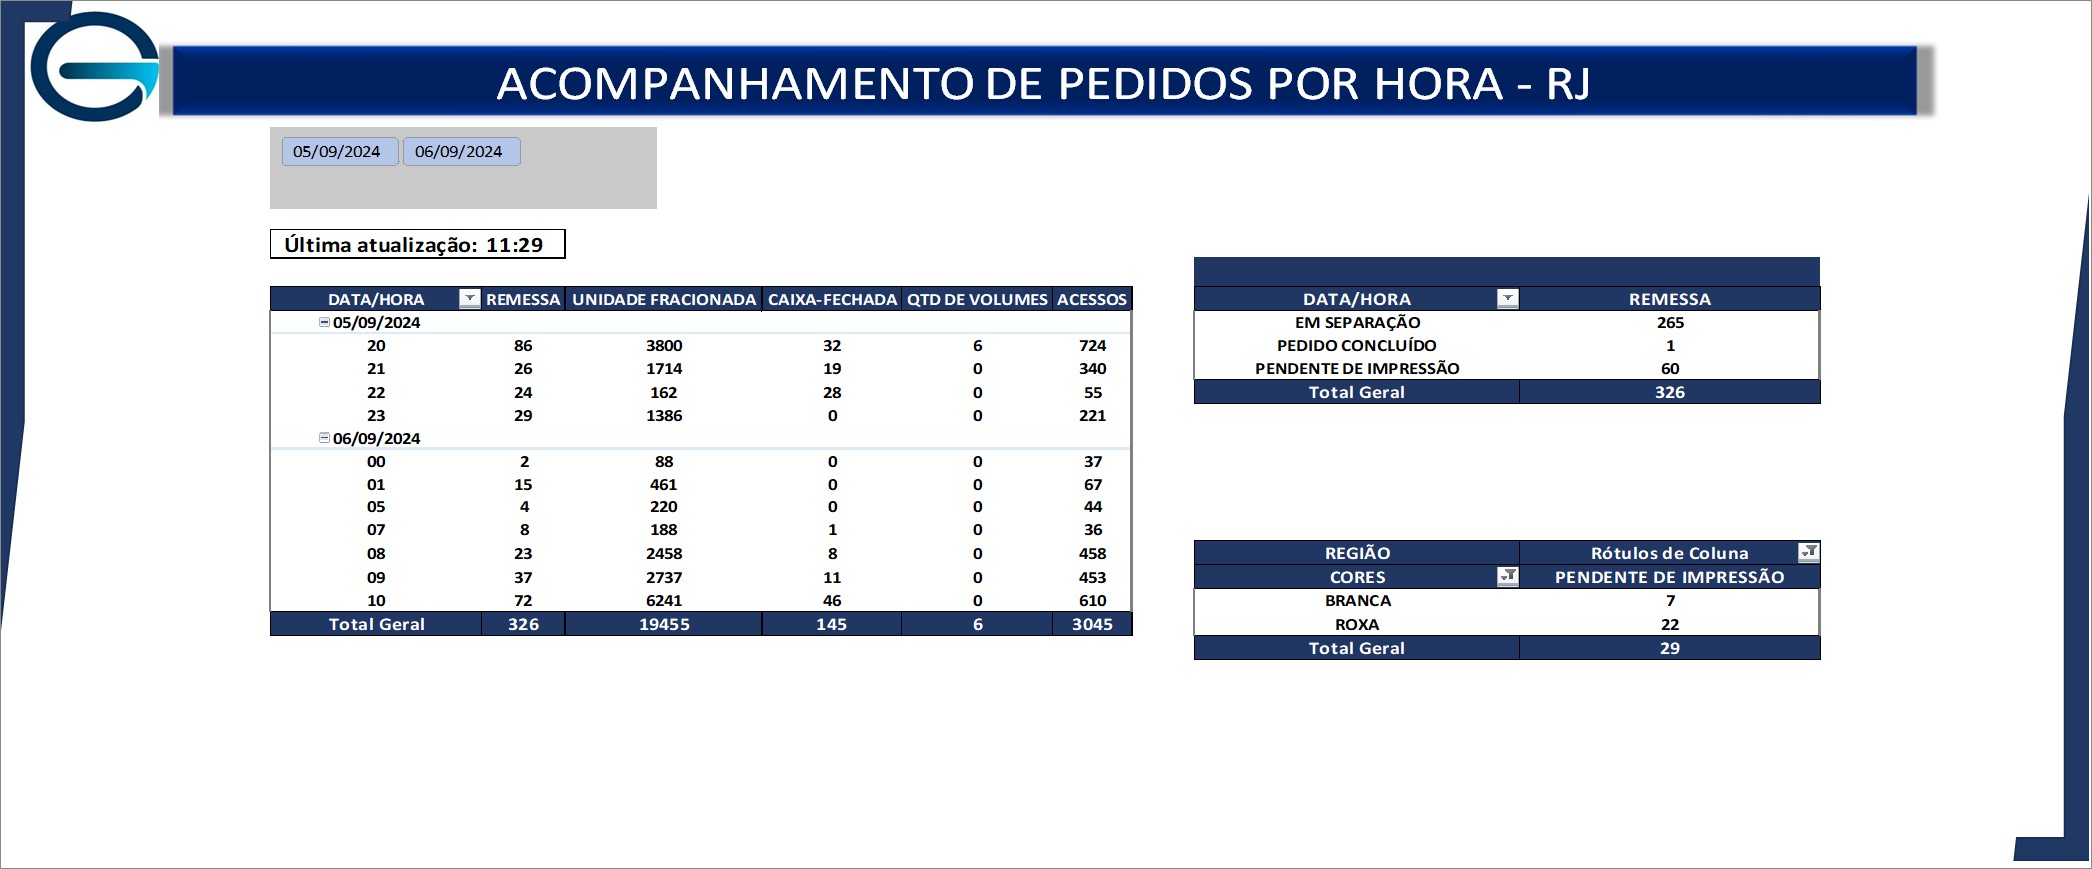 ACOMPANHAMENTO DE PEDIDOS POR HORA - RJ
05/09/2024 06/09/2024
Última atualização: 11:29
DATA/HORA REMESSA UNIDADE FRACIONADA CAIXA-FECHADA QTD DE VOLUMES ACESSOS
05/09/2024
20 86 3800 32 6 724
21 26 1714 19 0 340
22 24 162 28 0 55
23 29 1386 0 0 221
06/09/2024
00 2 88 0 0 37
01 15 461 0 0 67
05 4 220 0 0 44
07 8 188 1 0 36
08 23 2458 8 0 458
09 37 2737 11 0 453
10 72 6241 46 0 610
Total Geral 326 19455 145 6 3045
DATA/HORA REMESSA
EM SEPARAÇÃO 265
PEDIDO CONCLUÍDO 1
PENDENTE DE IMPRESSÃO 60
Total Geral 326
REGIÃO Rótulos de Coluna
CORES PENDENTE DE IMPRESSÃO
BRANCA 7
ROXA 22
Total Geral 29